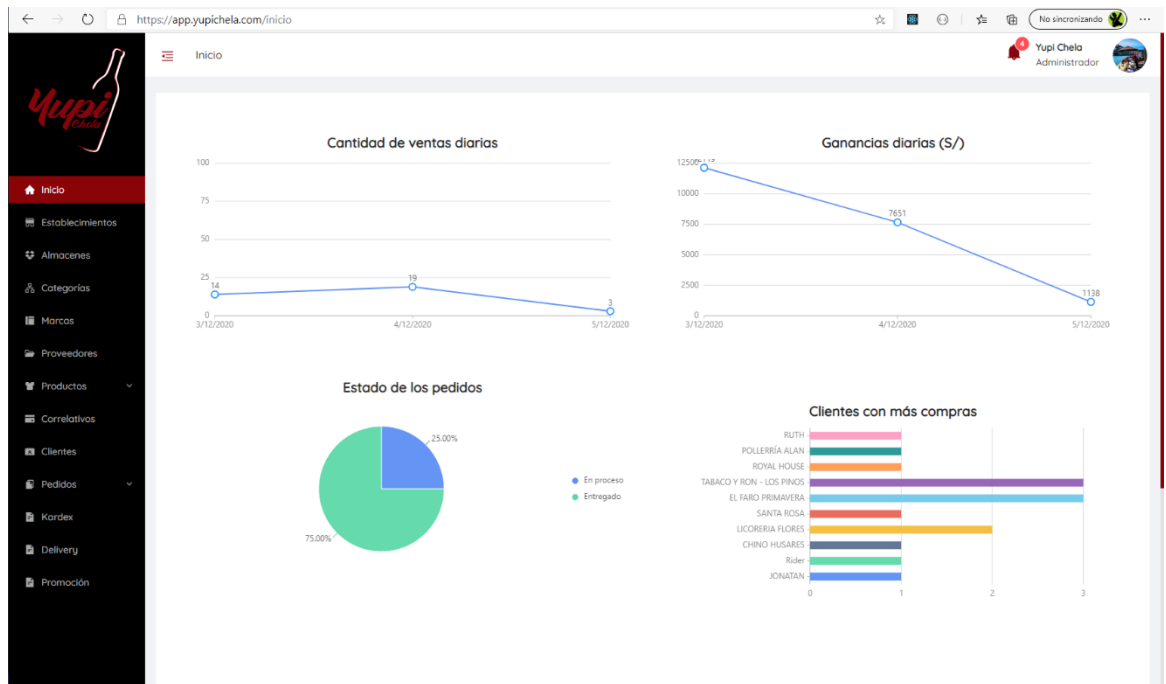 https://app.yupichela.com/inicio
No sincronizando
Yupi
Chela
Inicio
4
Yupi Chela
Administrador
Inicio
Establecimientos
Almacenes
Categorías
Marcas
Proveedores
Productos
Correlativos
Clientes
Pedidos
Kardex
Delivery
Promoción
Cantidad de ventas diarias
100
75
50
25
0
14
19
3
3/12/2020
4/12/2020
5/12/2020
Ganancias diarias (S/)
12500
10000
7500
5000
2500
0
7651
1138
3/12/2020
4/12/2020
5/12/2020
Estado de los pedidos
25.00%
75.00%
En proceso
Entregado
Clientes con más compras
RUTH
POLLERRÍA ALAN
ROYAL HOUSE
TABACO Y RON - LOS PINOS
EL FARO PRIMAVERA
SANTA ROSA
LICORERIA FLORES
CHINO HUSARES
Rider
JONATAN
0
1
2
3